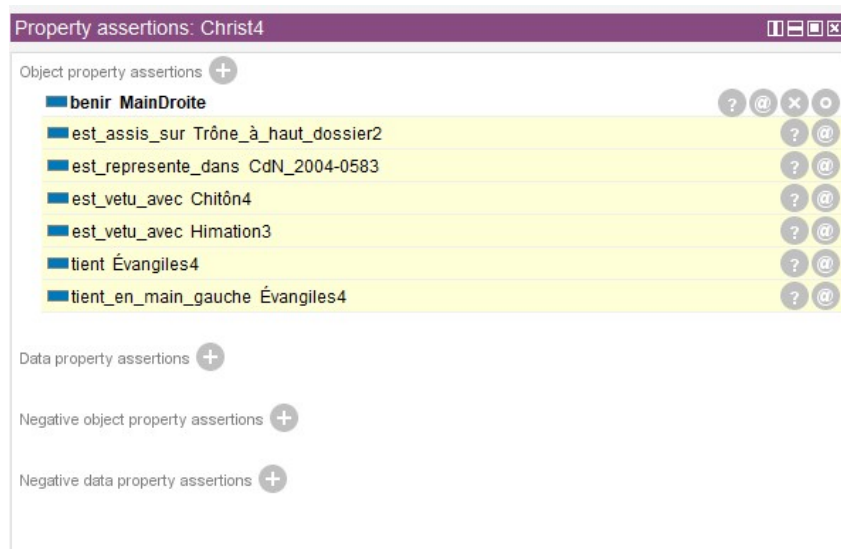 Property assertions: Christ4
Object property assertions
benir MainDroite
est_assis_sur Trône_à_haut_dossier2
est_represente_dans CdN_2004-0583
est_vetu_avec Chitôn4
est_vetu_avec Himation3
tient Évangiles4
tient_en_main_gauche Évangiles4
Data property assertions
Negative object property assertions
Negative data property assertions